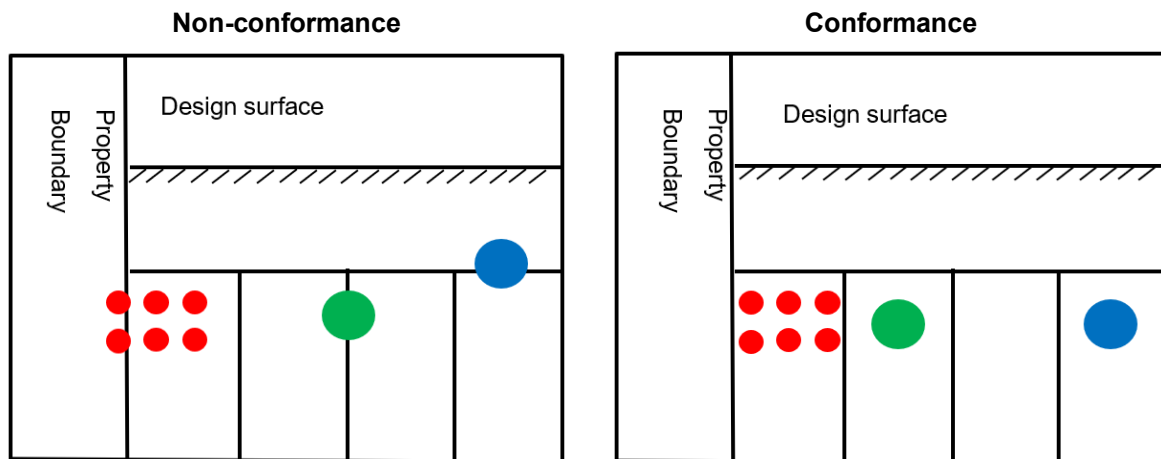 Non-conformance
Conformance
Design surface
Property
Boundary
Design surface
Property
Boundary